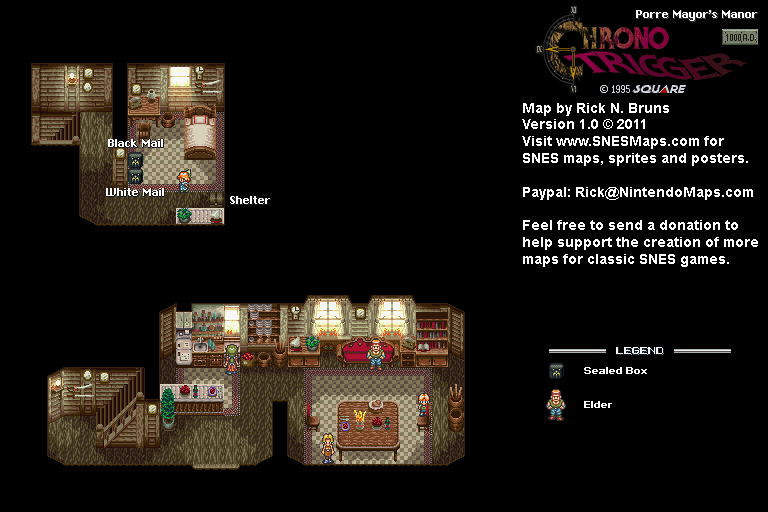 Porre Mayor's Manor
1000 A.D.
CHRONO
TRIGGER
© 1995 SQUARE
Map by Rick N. Bruns
Version 1.0 © 2011
Visit www.SNESMaps.com for
SNES maps, sprites and posters.
Paypal: Rick@NintendoMaps.com
Feel free to send a donation to
help support the creation of more
maps for classic SNES games.
Black Mail
White Mail
Shelter
LEGEND
Sealed Box
Elder